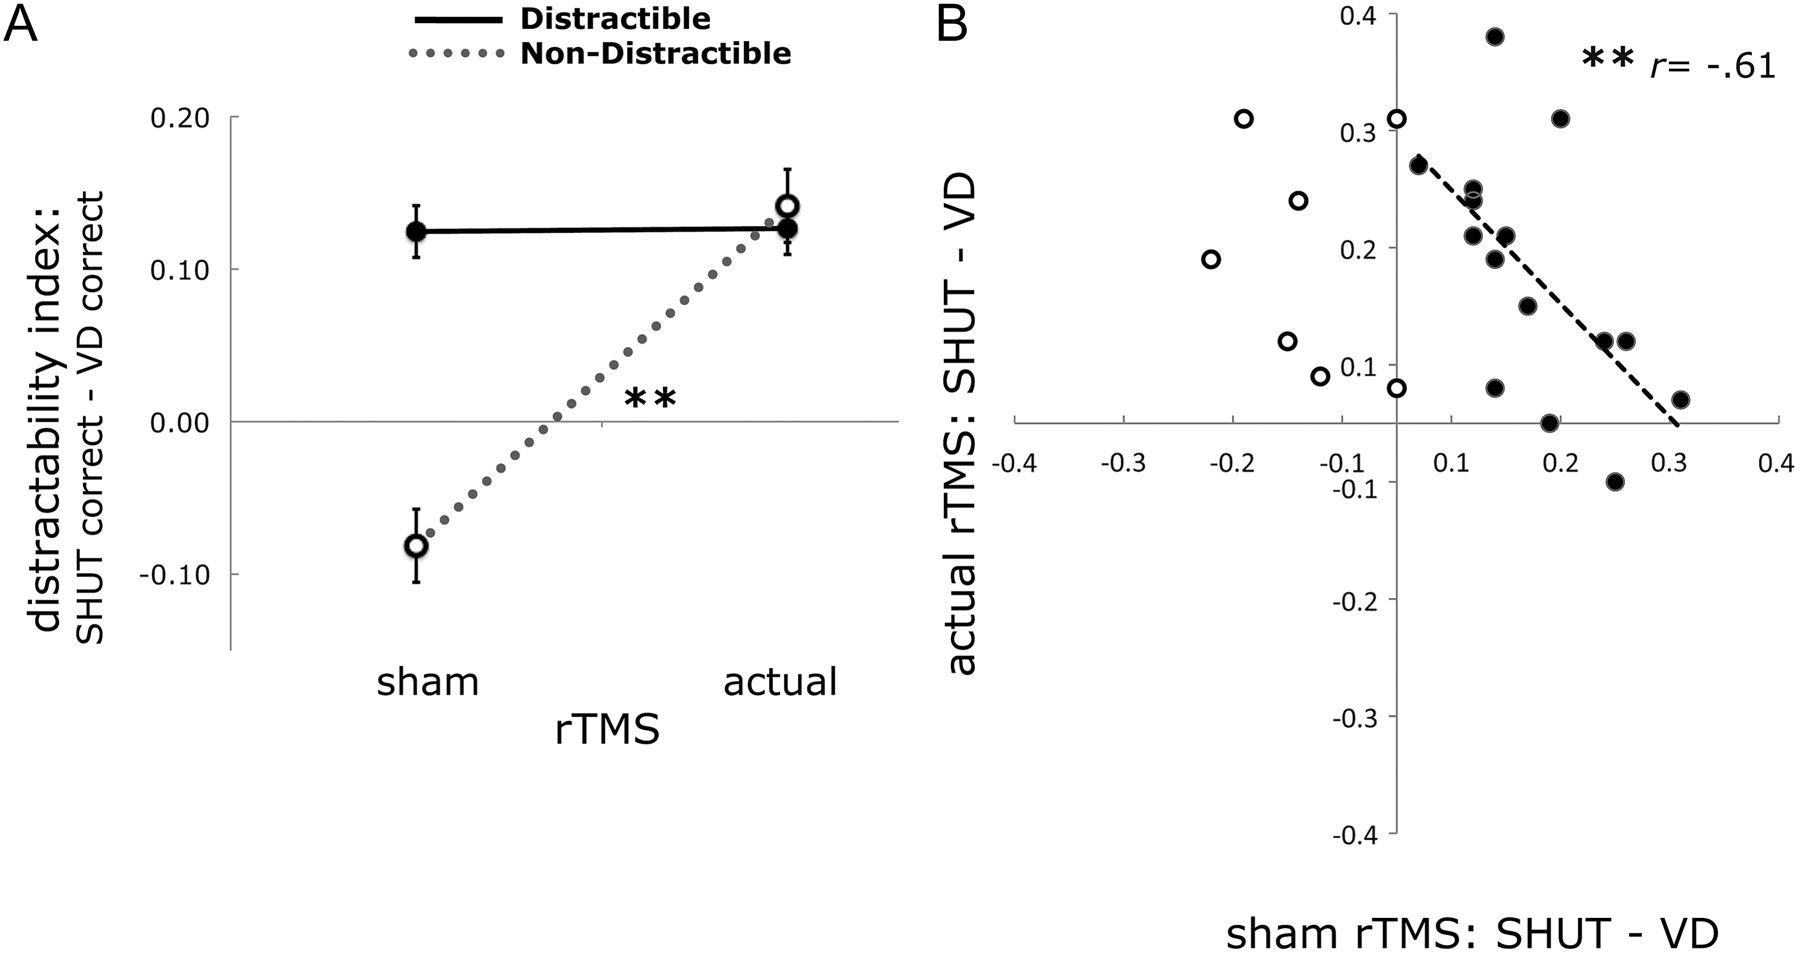 A
Distractible
Non-Distractible
distractability index:
SHUT correct - VD correct
0.20
0.10
0.00
-0.10
**
sham
actual
rTMS
B
** r= -.61
actual rTMS: SHUT - VD
0.4
0.3
0.2
0.1
-0.4
-0.3
-0.2
-0.1
0.1
0.2
0.3
0.4
-0.1
-0.2
-0.3
-0.4
sham rTMS: SHUT - VD